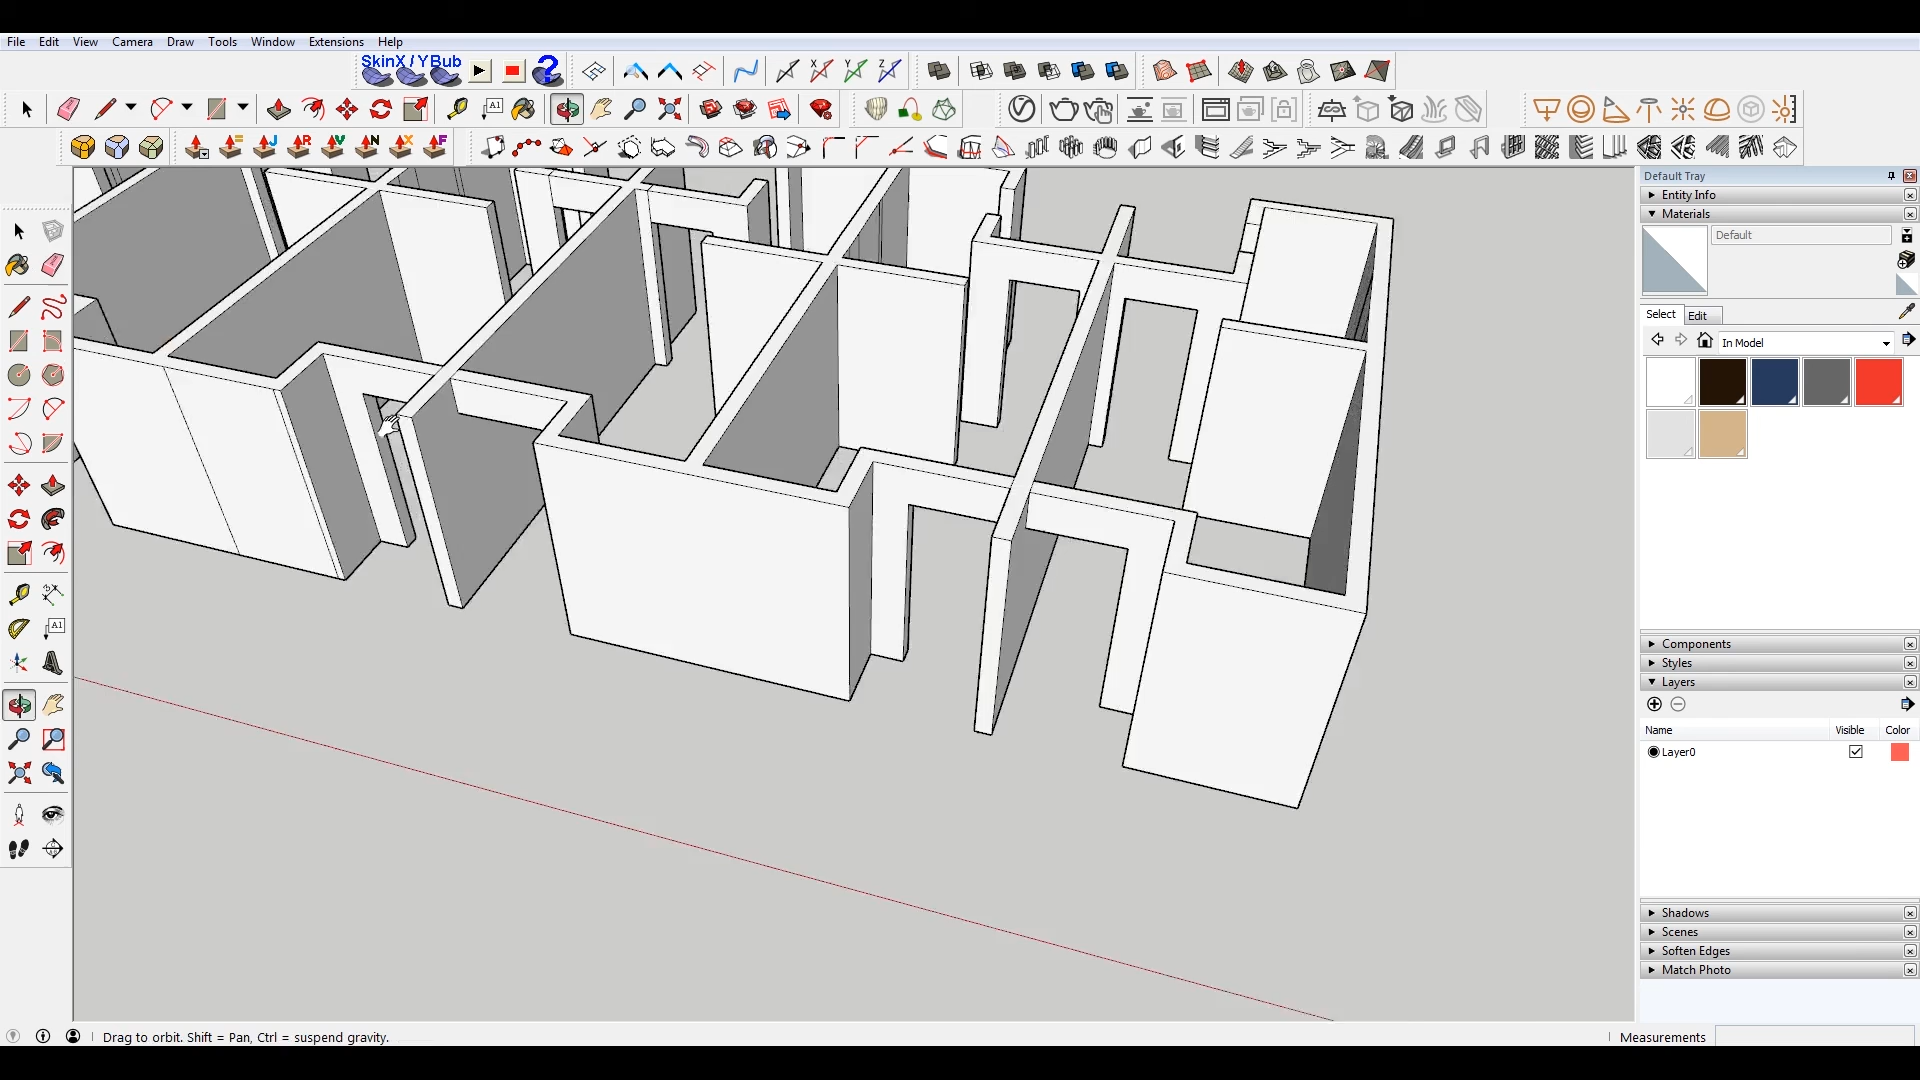 File Edit View Camera Draw Tools Window Extensions Help
SkinX / YBub
?
X Y Z
A1
= J R V N X F
Default Tray
Entity Info
Materials
Default
Select Edit
In Model
A1
Components
Styles
Layers
Name Visible Color
Layer0
Shadows
Scenes
Soften Edges
Match Photo
Drag to orbit. Shift = Pan, Ctrl = suspend gravity.
Measurements